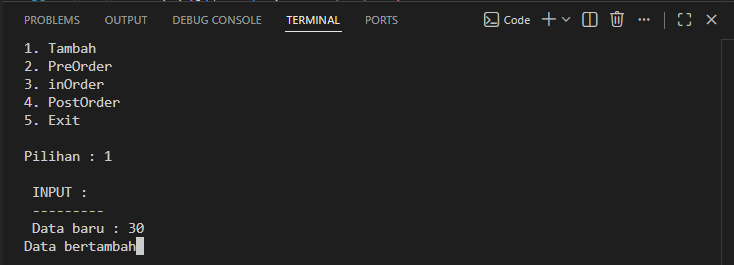 PROBLEMS OUTPUT DEBUG CONSOLE TERMINAL PORTS Code
1. Tambah
2. PreOrder
3. inOrder
4. PostOrder
5. Exit
Pilihan : 1
INPUT :
---------
Data baru : 30
Data bertambah